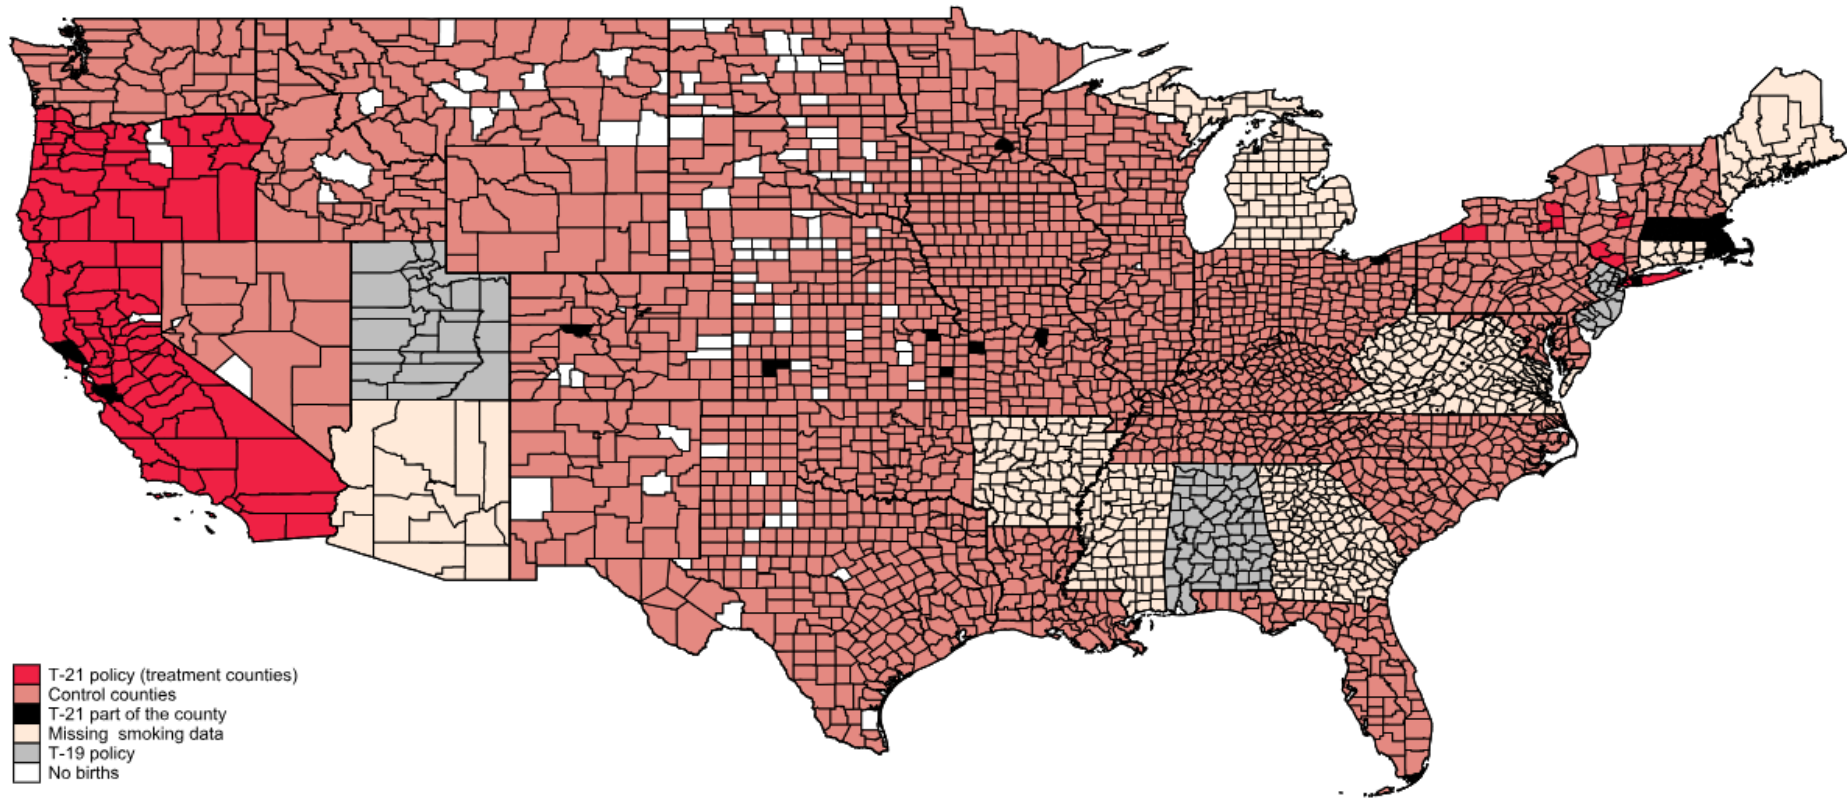 T-21 policy (treatment counties)
Control counties
T-21 part of the county
Missing smoking data
T-19 policy
No births